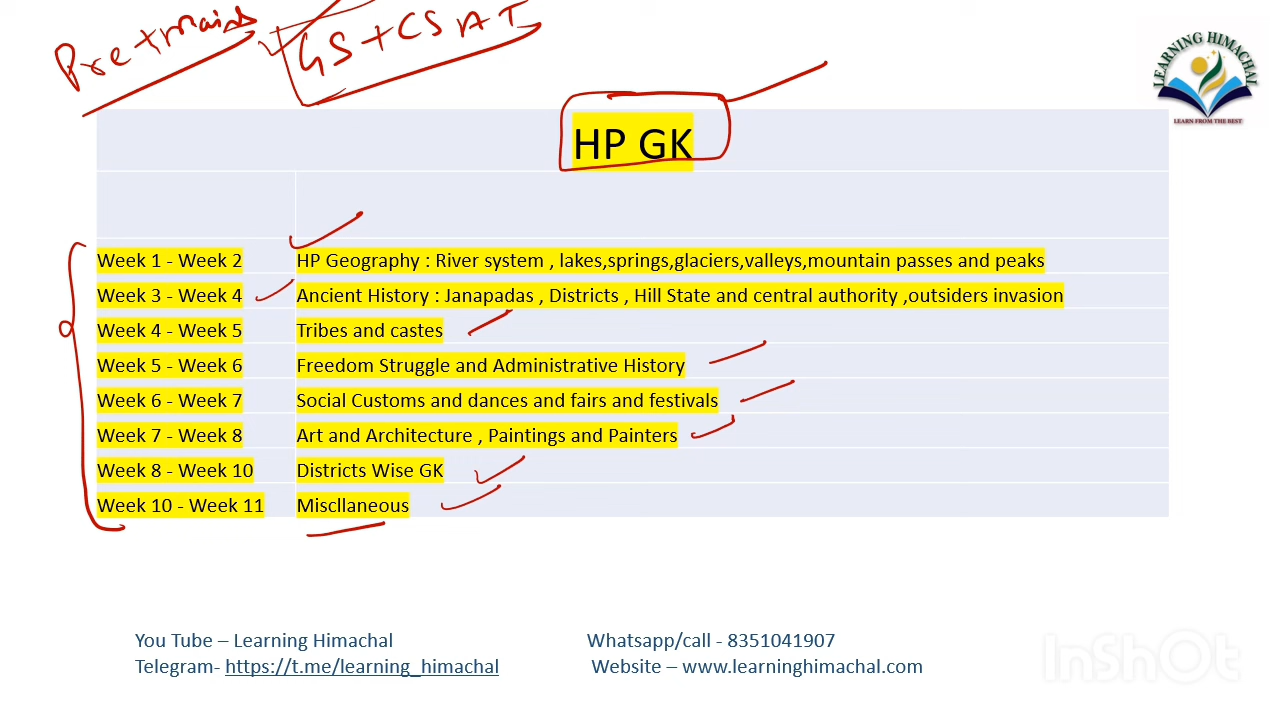 Pre+mains
GS + CSAT
LEARNING HIMACHAL
LEARN FROM THE BEST
HP GK
Week 1 - Week 2 HP Geography : River system , lakes,springs,glaciers,valleys,mountain passes and peaks
Week 3 - Week 4 Ancient History : Janapadas , Districts , Hill State and central authority ,outsiders invasion
Week 4 - Week 5 Tribes and castes
Week 5 - Week 6 Freedom Struggle and Administrative History
Week 6 - Week 7 Social Customs and dances and fairs and festivals
Week 7 - Week 8 Art and Architecture , Paintings and Painters
Week 8 - Week 10 Districts Wise GK
Week 10 - Week 11 Miscllaneous
You Tube – Learning Himachal Whatsapp/call - 8351041907
Telegram- https://t.me/learning_himachal Website – www.learninghimachal.com
InShOt